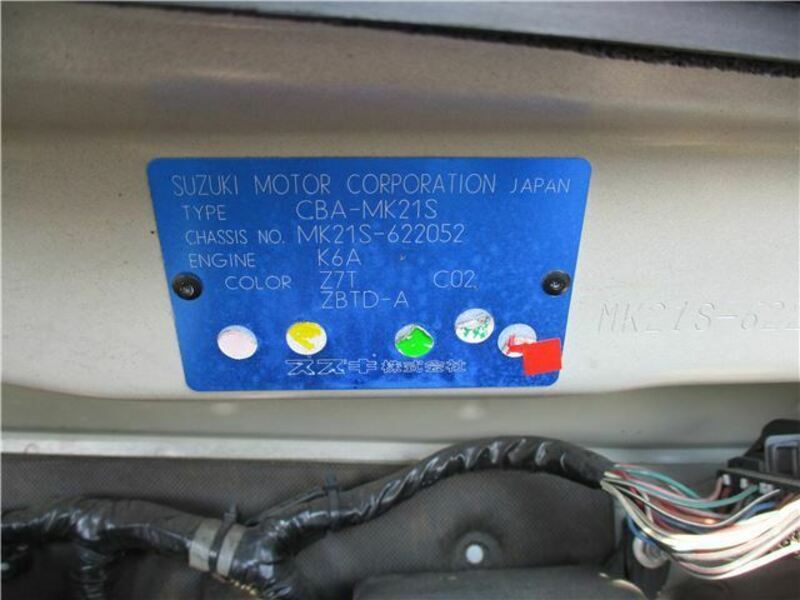 SUZUKI MOTOR CORPORATION JAPAN
TYPE CBA-MK21S
CHASSIS NO. MK21S-622052
ENGINE K6A
COLOR Z7T C02
ZBTD-A
スズキ株式会社
MK21S-622